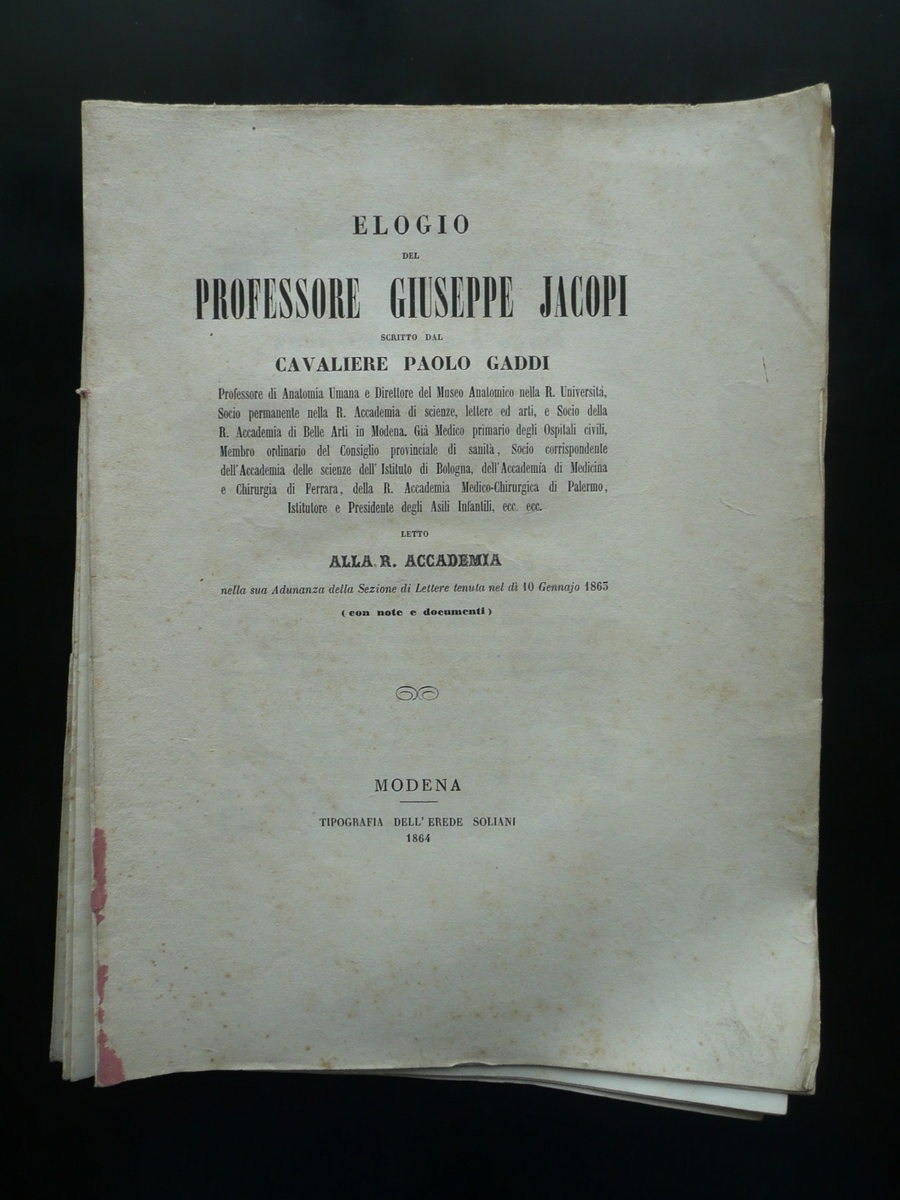 ELOGIO
DEL
PROFESSORE GIUSEPPE JACOPI
SCRITTO DAL
CAVALIERE PAOLO GADDI
Professore di Anatomia Umana e Direttore del Museo Anatomico nella R. Università,
Socio permanente nella R. Accademia di scienze, lettere ed arti, e Socio della
R. Accademia di Belle Arti in Modena. Già Medico primario degli Ospitali civili,
Membro ordinario del Consiglio provinciale di sanità, Socio corrispondente
dell'Accademia delle scienze dell'Istituto di Bologna, dell'Accademia di Medicina
e Chirurgia di Ferrara, della R. Accademia Medico-Chirurgica di Palermo,
Istitutore e Presidente degli Asili Infantili, ecc. ecc.
LETTO
ALLA R. ACCADEMIA
nella sua Adunanza della Sezione di Lettere tenuta nel dì 10 Gennajo 1863
(con note e documenti)
MODENA
TIPOGRAFIA DELL'EREDE SOLIANI
1864